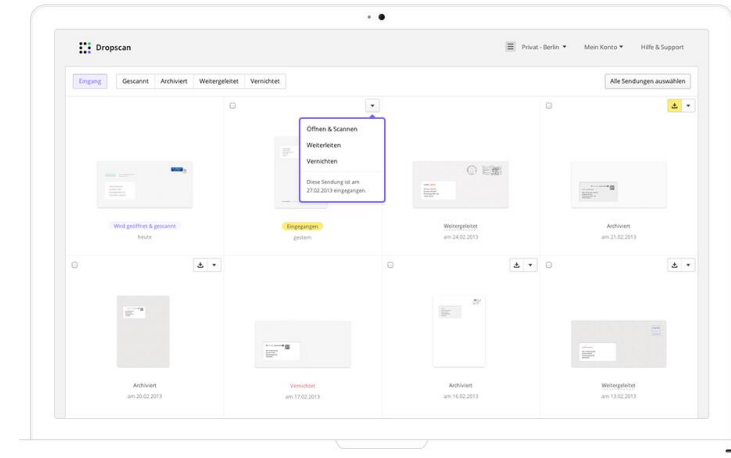 Dropscan
Privat - Berlin
Mein Konto
Hilfe & Support
Eingang
Gescannt
Archiviert
Weitergeleitet
Vernichtet
Alle Sendungen auswählen
Öffnen & Scannen
Weiterleiten
Vernichten
Diese Sendung ist am
27.02.2013 eingegangen.
Wird geöffnet & gescannt
heute
Eingegangen
gestern
Weitergeleitet
am 24.02.2013
Archiviert
am 21.02.2013
Archiviert
am 20.02.2013
Vernichtet
am 17.02.2013
Archiviert
am 16.02.2013
Weitergeleitet
am 13.02.2013